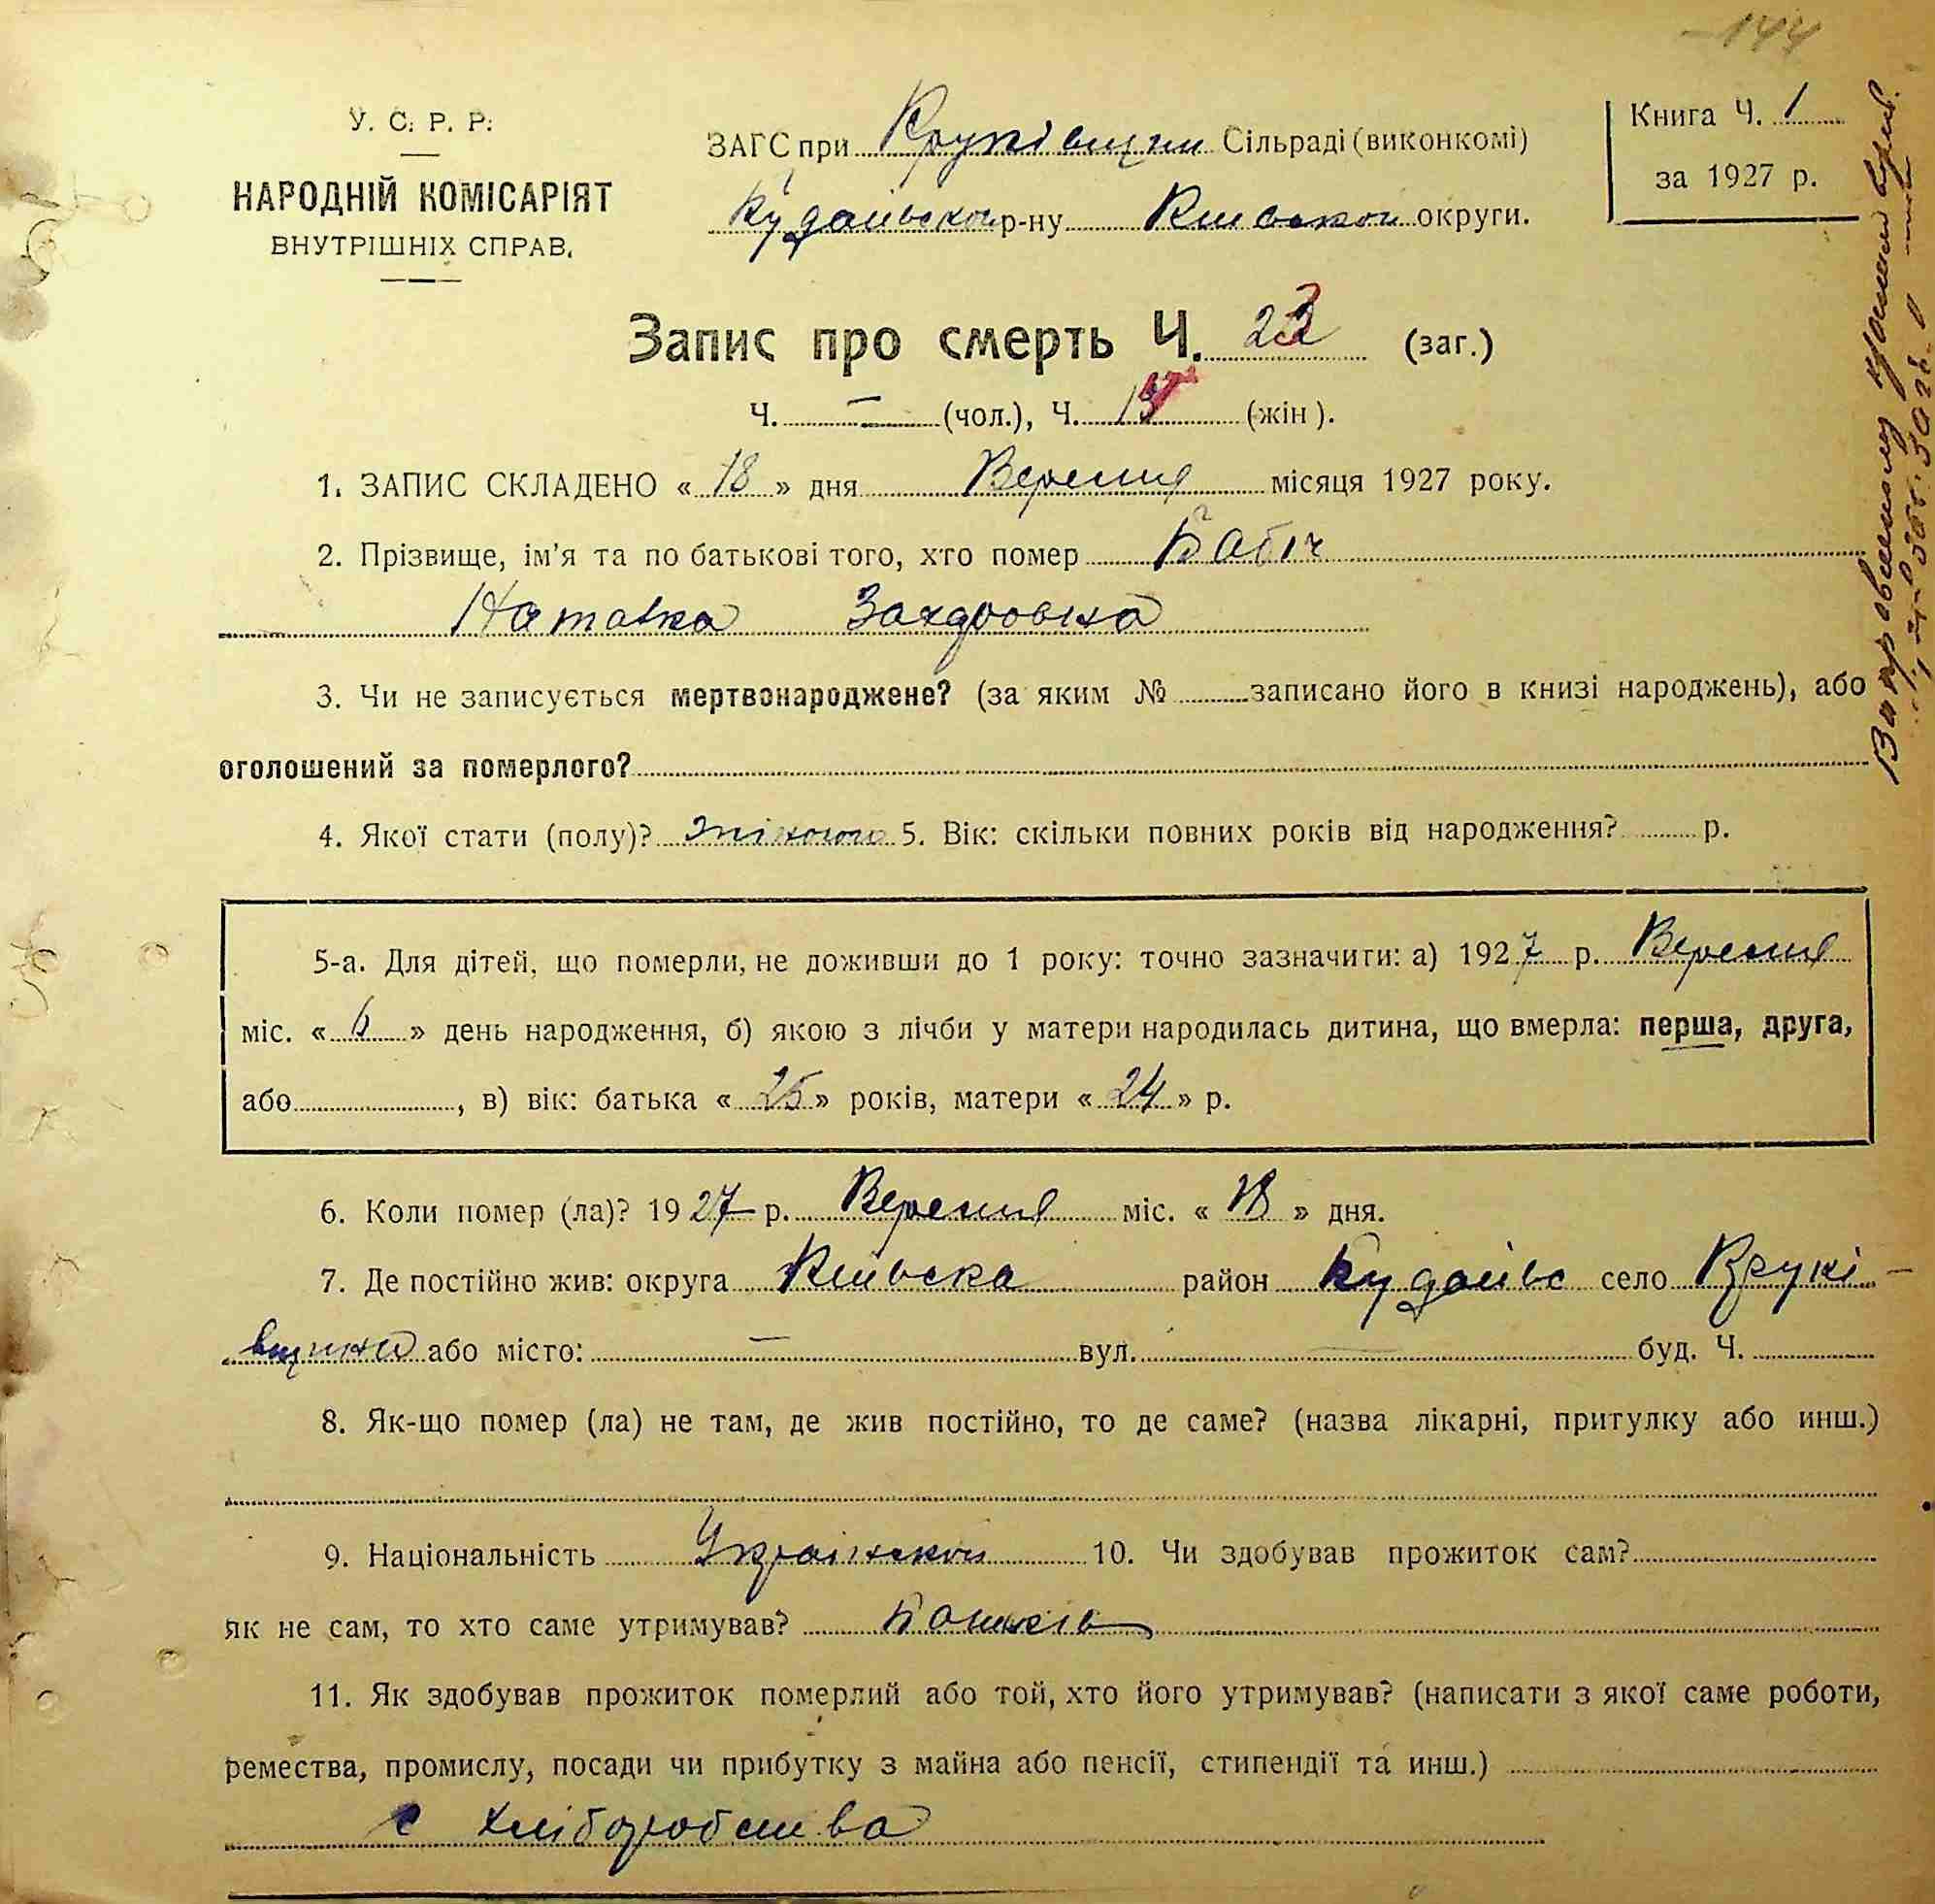 144
У. С. Р. Р.
НАРОДНІЙ КОМІСАРІЯТ
ВНУТРІШНІХ СПРАВ.
ЗАГС при Крупівщин Сільраді (виконкомі)
Кудаївськой р-ну Київськой округи.
Книга Ч. 1
за 1927 р.
Запис про смерть Ч. 23 (заг.)
Ч. — (чол.), Ч. (жін).
1. ЗАПИС СКЛАДЕНО « 18 » дня Вересня місяця 1927 року.
2. Прізвище, ім'я та по батькові того, хто помер Бабіч
Наталка Захаровна
3. Чи не записується мертвонароджене? (за яким № записано його в книзі народжень), або
оголошений за померлого?
4. Якої стати (полу)? жіночою 5. Вік: скільки повних років від народження? р.
5-а. Для дітей, що померли, не доживши до 1 року: точно зазначити: а) 1927 р. Вересня
міс. « 6 » день народження, б) якою з лічби у матери народилась дитина, що вмерла: перша, друга,
або , в) вік: батька « 25 » років, матери « 24 » р.
6. Коли помер (ла)? 1927 р. Вересня міс. « 18 » дня.
7. Де постійно жив: округа Київська район Кудаївс село Крупі-
вщина або місто: — вул. — буд. Ч.
8. Як-що помер (ла) не там, де жив постійно, то де саме? (назва лікарні, притулку або инш.)
9. Національність Українськой 10. Чи здобував прожиток сам?
як не сам, то хто саме утримував? Батьків
11. Як здобував прожиток померлий або той, хто його утримував? (написати з якої саме роботи,
ремества, промислу, посади чи прибутку з майна або пенсії, стипендії та инш.)
с хліборобства